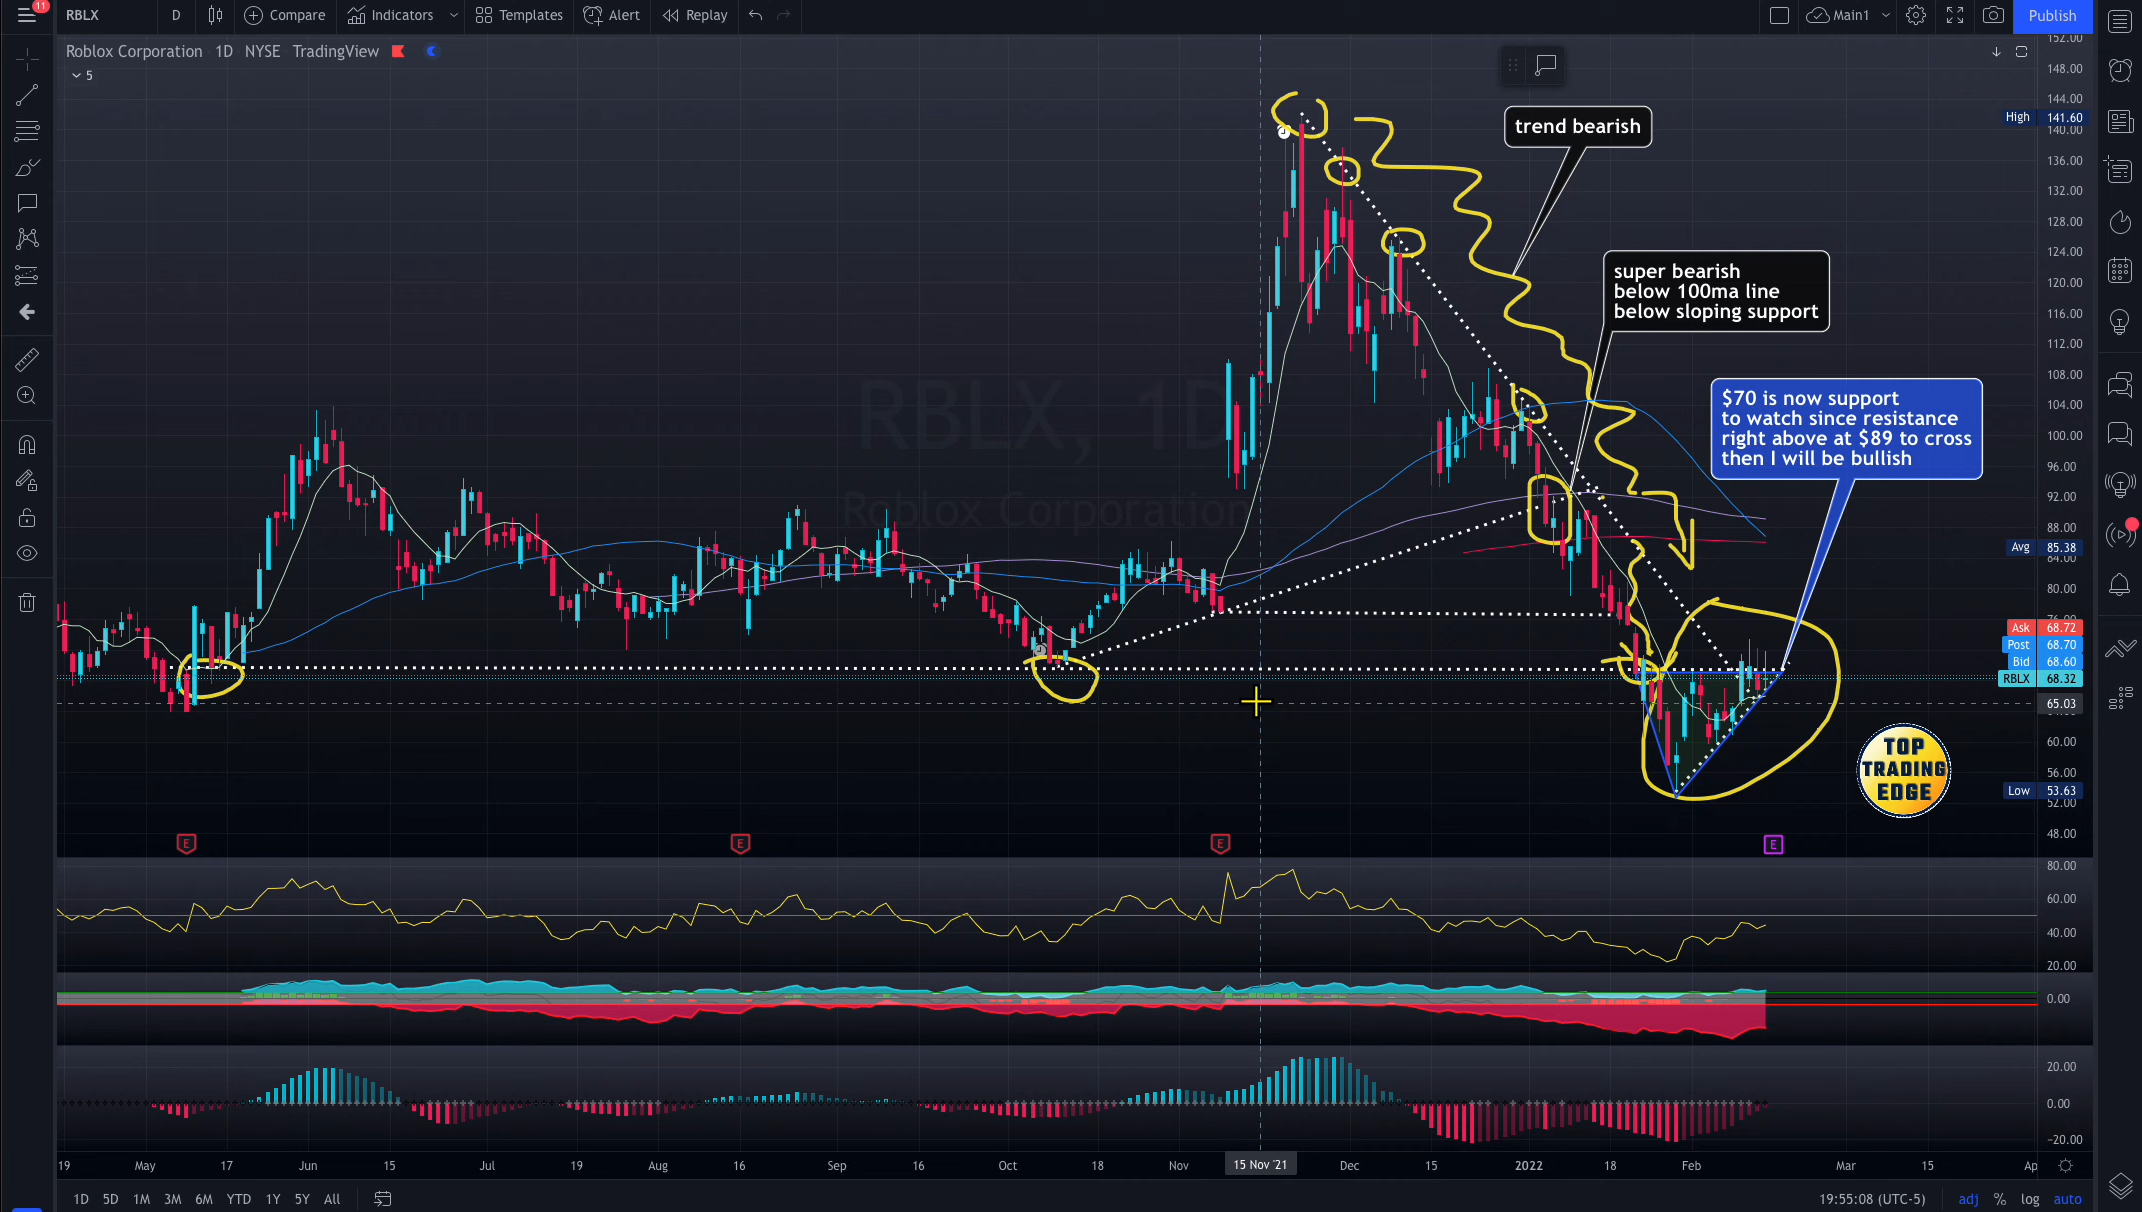 11
RBLX D Compare Indicators Templates Alert Replay Main1 Publish
Roblox Corporation 1D NYSE TradingView
5
RBLX, 1D
Roblox Corporation
trend bearish
super bearish
below 100ma line
below sloping support
$70 is now support
to watch since resistance
right above at $89 to cross
then I will be bullish
TOP
TRADING
EDGE
152.00
148.00
144.00
High 141.60
140.00
136.00
132.00
128.00
124.00
120.00
116.00
112.00
108.00
104.00
100.00
96.00
92.00
88.00
Avg 85.38
84.00
80.00
76.00
Ask 68.72
Post 68.70
Bid 68.60
RBLX 68.32
65.03
60.00
56.00
Low 53.63
52.00
48.00
E E E E
80.00
60.00
40.00
20.00
0.00
20.00
0.00
−20.00
19 May 17 Jun 15 Jul 19 Aug 16 Sep 16 Oct 18 Nov 15 Nov '21 Dec 15 2022 18 Feb Mar 15 Ap
1D 5D 1M 3M 6M YTD 1Y 5Y All 19:55:08 (UTC-5) adj % log auto